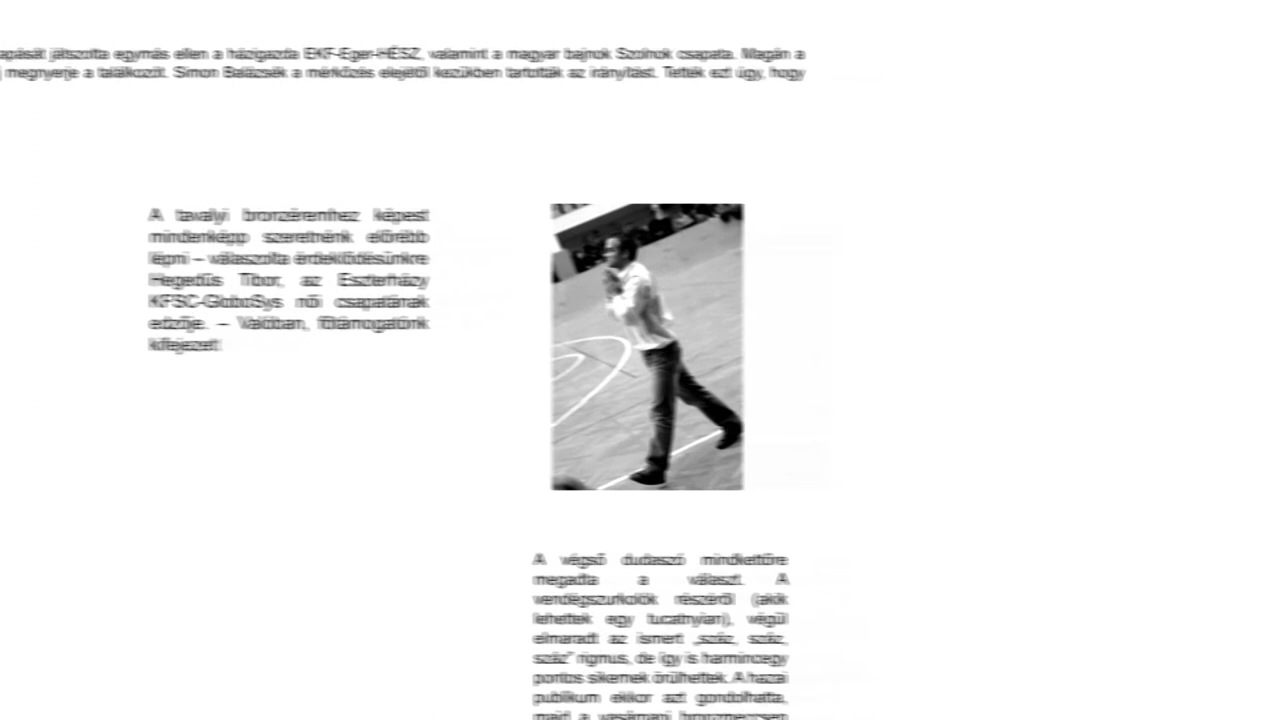 apását játszotta egymás ellen a házigazda EKF-Eger-HÉSZ, valamint a magyar bajnok Szolnok csapata. Magán a
megnyerje a találkozót. Simon Balázsék a mérkőzés elejétől kezükben tartották az irányítást. Tették ezt úgy, hogy
A tavalyi bronzéremhez képest
mindenképp szeretnénk előrébb
lépni – válaszolta érdeklődésünkre
Hegedűs Tibor, az Eszterházy
KFSC-GloboSys női csapatának
edzője. – Valóban, főtámogatónk
kifejezett
A végső dudaszó mindkettőre
megadta a választ. A
vendégszurkolók részéről (akik
lehettek egy tucatnyian), végül
elmaradt az ismert „száz, száz,
száz” rigmus, de így is harmincegy
pontos sikernek örülhettek. A hazai
publikum ekkor azt gondolhatta,
majd a vasárnapi bronzmeccsen